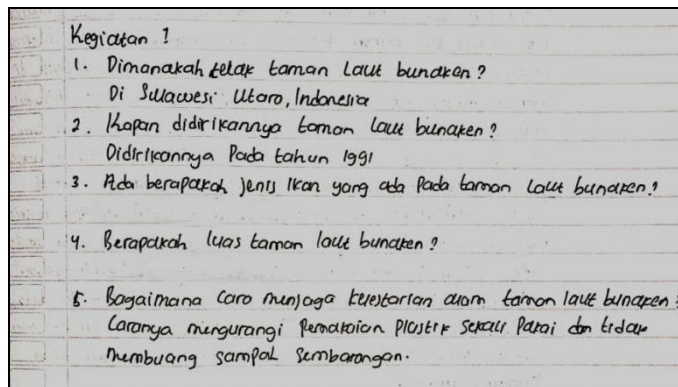 Kegiatan 1
1. Dimanakah telak taman Laut bunaken?
Di Sulawesi Utara, Indonesia
2. Kapan didirikannya taman laut bunaken?
Didirikannya Pada tahun 1991
3. Ada berapakah jenis ikan yang ada Pada taman Laut bunaken?
4. Berapakah luas taman laut bunaken?
5. Bagaimana Cara menjaga kelestarian alam taman laut bunaken?
Caranya mengurangi Pemakaian Plastik Sekali Pakai dan tidak
membuang sampah Sembarangan.